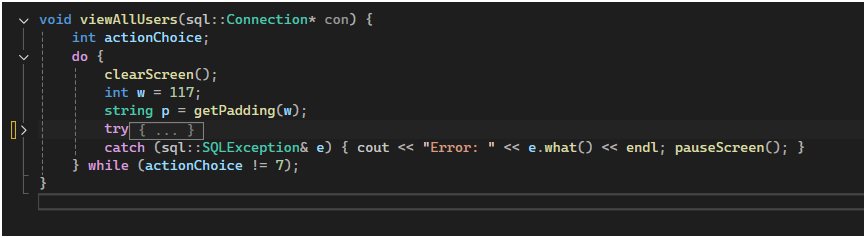 void viewAllUsers(sql::Connection* con) {
int actionChoice;
do {
clearScreen();
int w = 117;
string p = getPadding(w);
try{ ... }
catch (sql::SQLException& e) { cout << "Error: " << e.what() << endl; pauseScreen(); }
} while (actionChoice != 7);
}